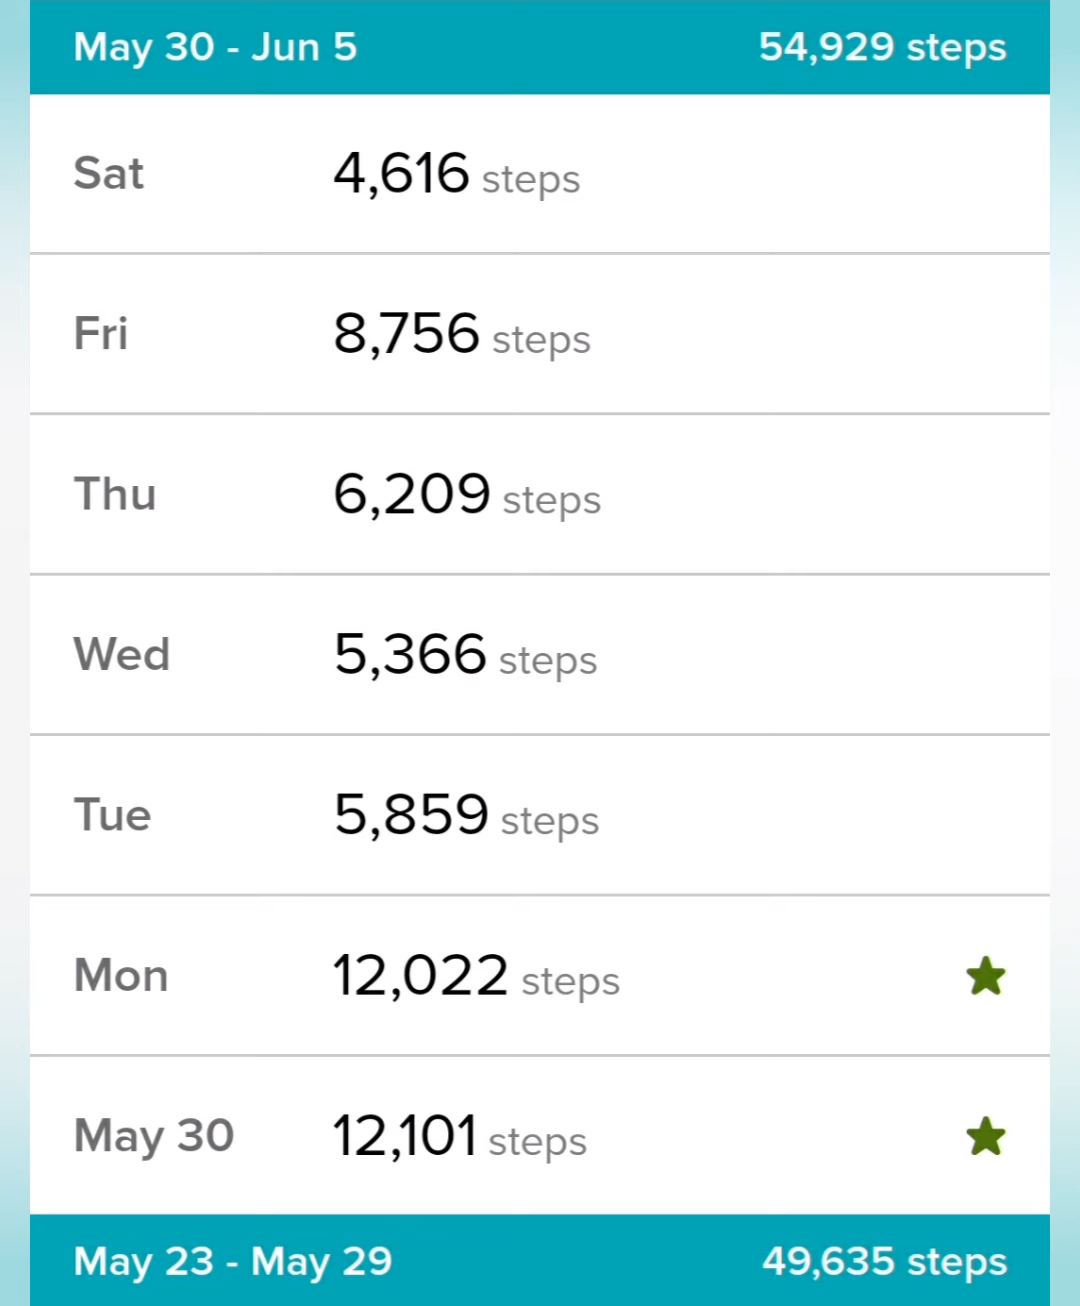 May 30 - Jun 5 54,929 steps
Sat 4,616 steps
Fri 8,756 steps
Thu 6,209 steps
Wed 5,366 steps
Tue 5,859 steps
Mon 12,022 steps
May 30 12,101 steps
May 23 - May 29 49,635 steps